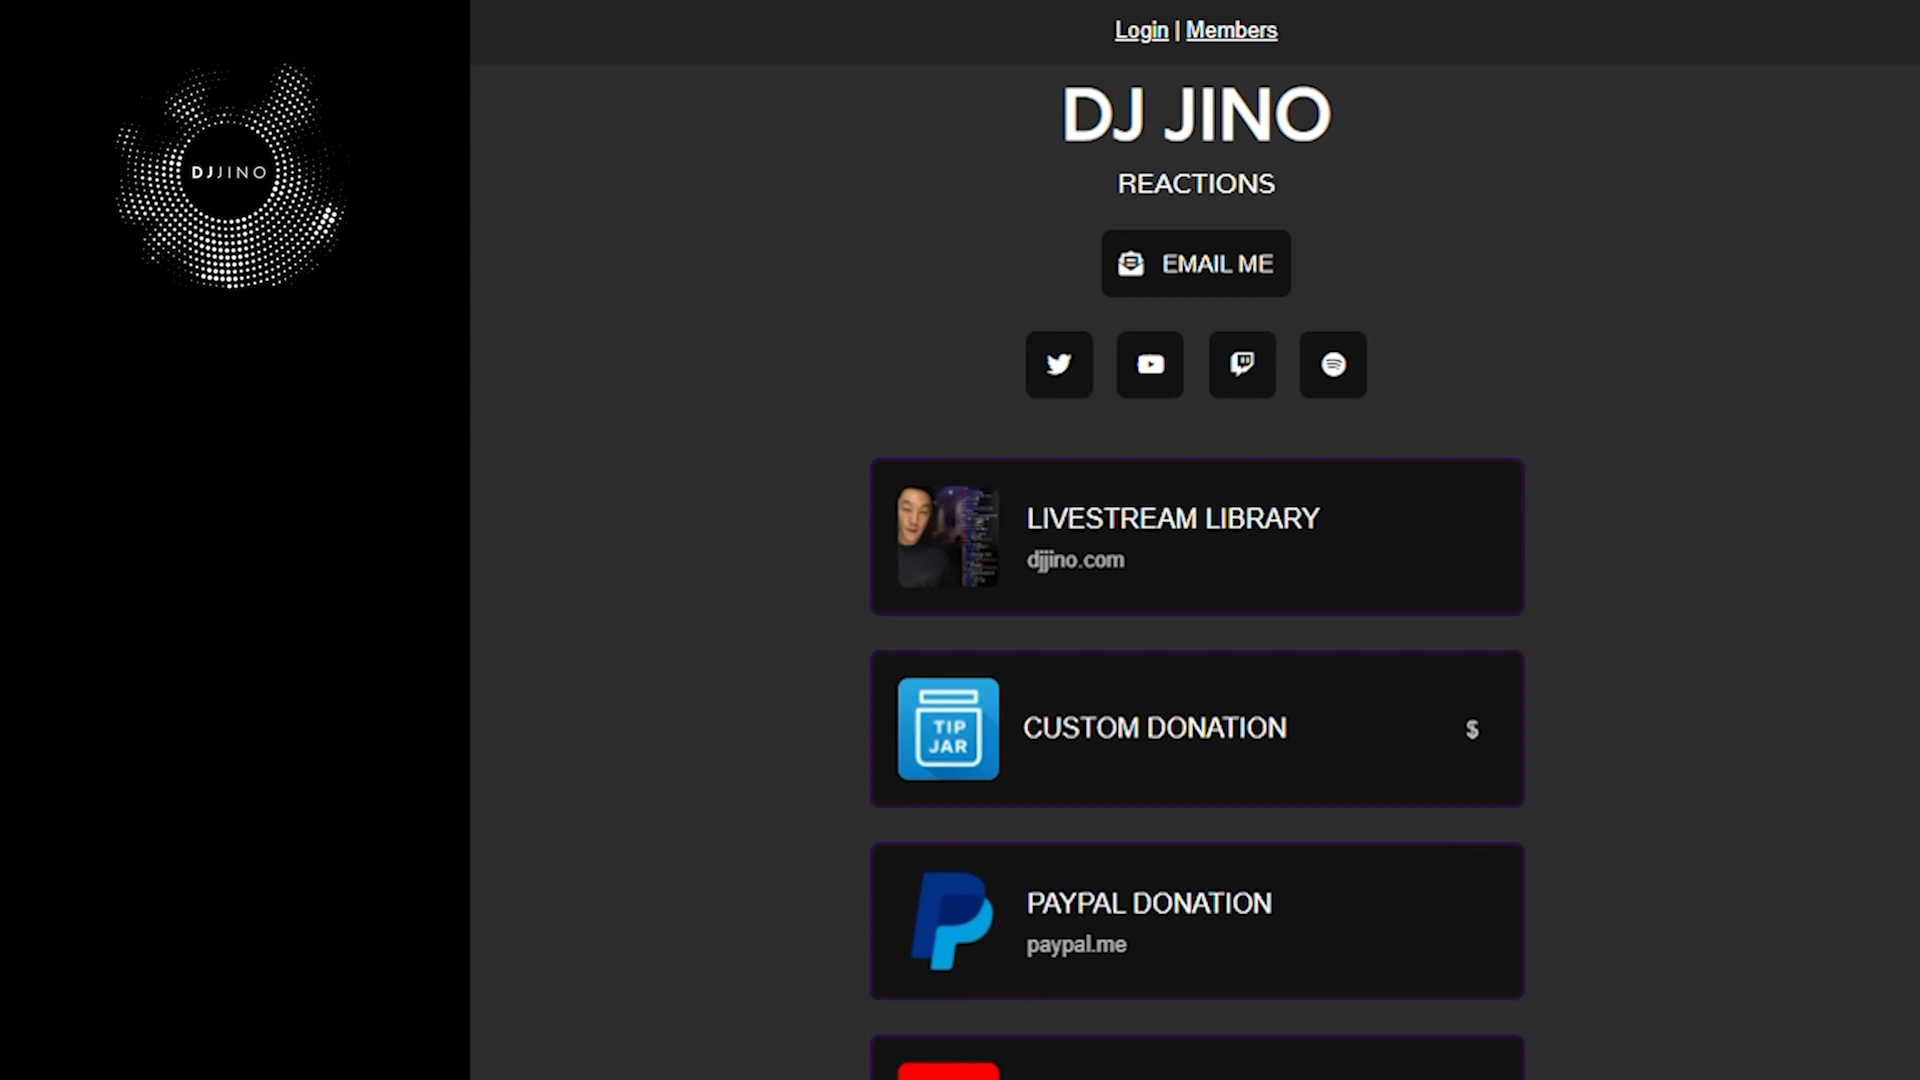 DJJINO
Login | Members
DJ JINO
REACTIONS
EMAIL ME
LIVESTREAM LIBRARY
djjino.com
TIP
JAR
CUSTOM DONATION
$
PAYPAL DONATION
paypal.me